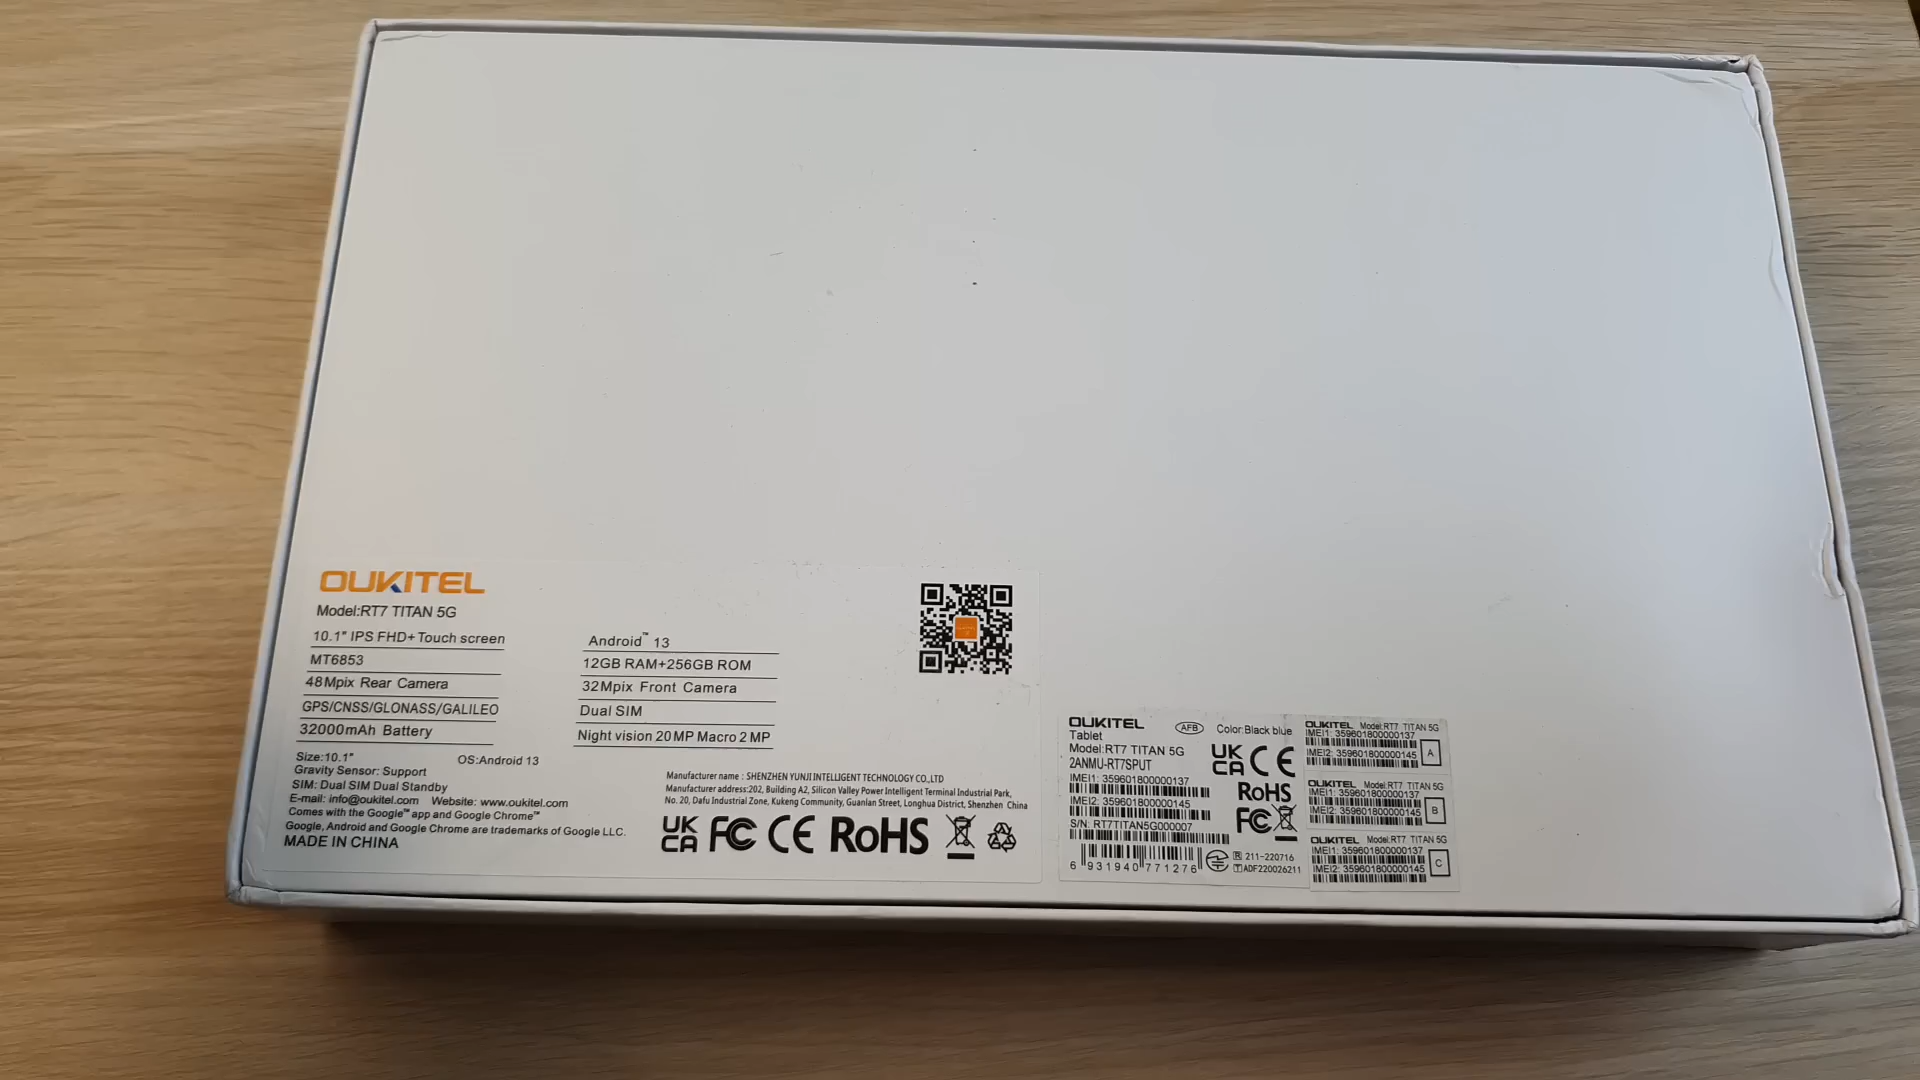 OUKITEL
Model:RT7 TITAN 5G
10.1" IPS FHD+Touch screen
MT6853
48Mpix Rear Camera
GPS/CNSS/GLONASS/GALILEO
32000mAh Battery
Android™ 13
12GB RAM+256GB ROM
32Mpix Front Camera
Dual SIM
Night vision 20MP Macro 2MP
Size:10.1" OS:Android 13
Gravity Sensor: Support
SIM: Dual SIM Dual Standby
E-mail: info@oukitel.com Website: www.oukitel.com
Comes with the Google™ app and Google Chrome™
Google, Android and Google Chrome are trademarks of Google LLC.
MADE IN CHINA
Manufacturer name : SHENZHEN YUNJI INTELLIGENT TECHNOLOGY CO.,LTD
Manufacturer address:202, Building A2, Silicon Valley Power Intelligent Terminal Industrial Park,
No. 20, Dafu Industrial Zone, Kukeng Community, Guanlan Street, Longhua District, Shenzhen China
UK CA FC CE RoHS
OUKITEL AFB Color:Black blue
Tablet
Model:RT7 TITAN 5G
2ANMU-RT7SPUT
UK CA CE
IMEI1: 359601800000137
RoHS
IMEI2: 359601800000145
FC
S/N: RT7TITAN5G000007
6 931940 771276
R 211-220716
T ADF220026211
OUKITEL Model:RT7 TITAN 5G
IMEI1: 359601800000137
IMEI2: 359601800000145
A
OUKITEL Model:RT7 TITAN 5G
IMEI1: 359601800000137
IMEI2: 359601800000145
B
OUKITEL Model:RT7 TITAN 5G
IMEI1: 359601800000137
IMEI2: 359601800000145
C